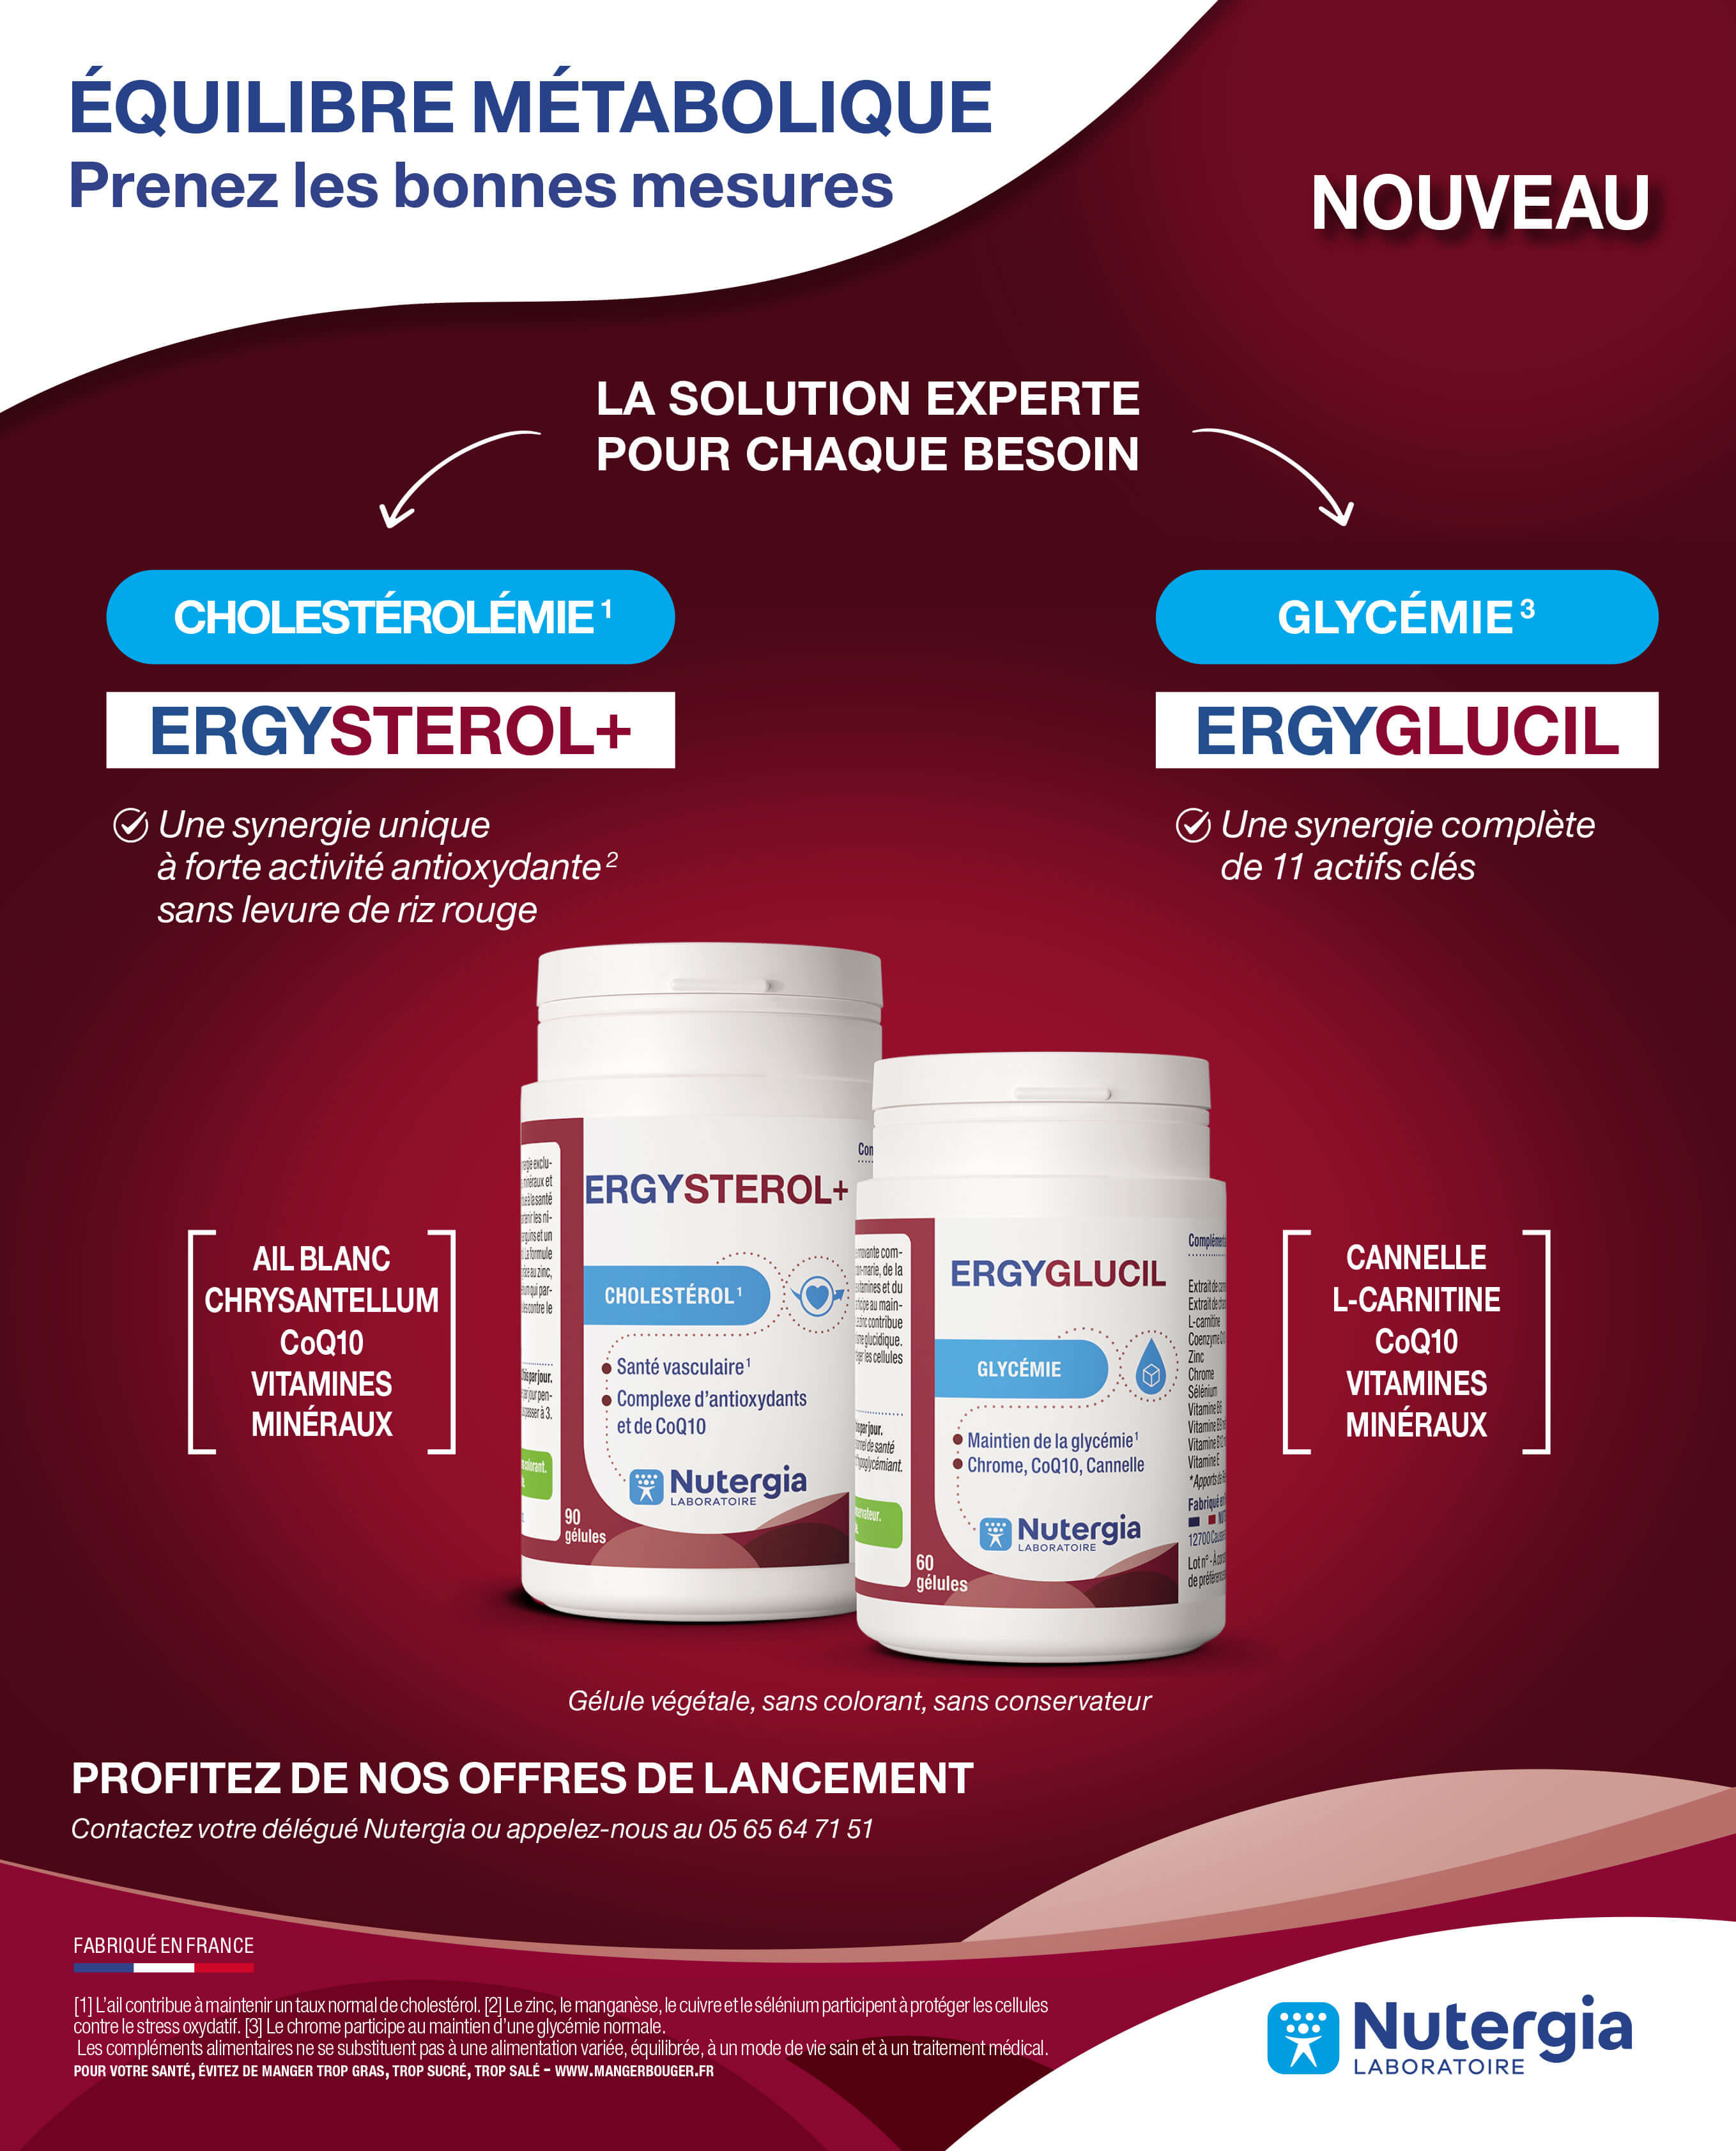 ÉQUILIBRE MÉTABOLIQUE
Prenez les bonnes mesures
NOUVEAU
LA SOLUTION EXPERTE
POUR CHAQUE BESOIN
CHOLESTÉROLÉMIE 1
ERGYSTEROL+
Une synergie unique
à forte activité antioxydante 2
sans levure de riz rouge
GLYCÉMIE 3
ERGYGLUCIL
Une synergie complète
de 11 actifs clés
AIL BLANC
CHRYSANTELLUM
CoQ10
VITAMINES
MINÉRAUX
ERGYSTEROL+
CHOLESTÉROL 1
Santé vasculaire 1
Complexe d'antioxydants
et de CoQ10
Nutergia
LABORATOIRE
90
gélules
ERGYGLUCIL
GLYCÉMIE
Maintien de la glycémie 1
Chrome, CoQ10, Cannelle
Nutergia
LABORATOIRE
60
gélules
L-carnitine
Zinc
Chrome
Sélénium
Vitamine B6
Vitamine E
CANNELLE
L-CARNITINE
CoQ10
VITAMINES
MINÉRAUX
Gélule végétale, sans colorant, sans conservateur
PROFITEZ DE NOS OFFRES DE LANCEMENT
Contactez votre délégué Nutergia ou appelez-nous au 05 65 64 71 51
FABRIQUÉ EN FRANCE
[1] L'ail contribue à maintenir un taux normal de cholestérol. [2] Le zinc, le manganèse, le cuivre et le sélénium participent à protéger les cellules
contre le stress oxydatif. [3] Le chrome participe au maintien d'une glycémie normale.
Les compléments alimentaires ne se substituent pas à une alimentation variée, équilibrée, à un mode de vie sain et à un traitement médical.
POUR VOTRE SANTÉ, ÉVITEZ DE MANGER TROP GRAS, TROP SUCRÉ, TROP SALÉ - WWW.MANGERBOUGER.FR
Nutergia
LABORATOIRE